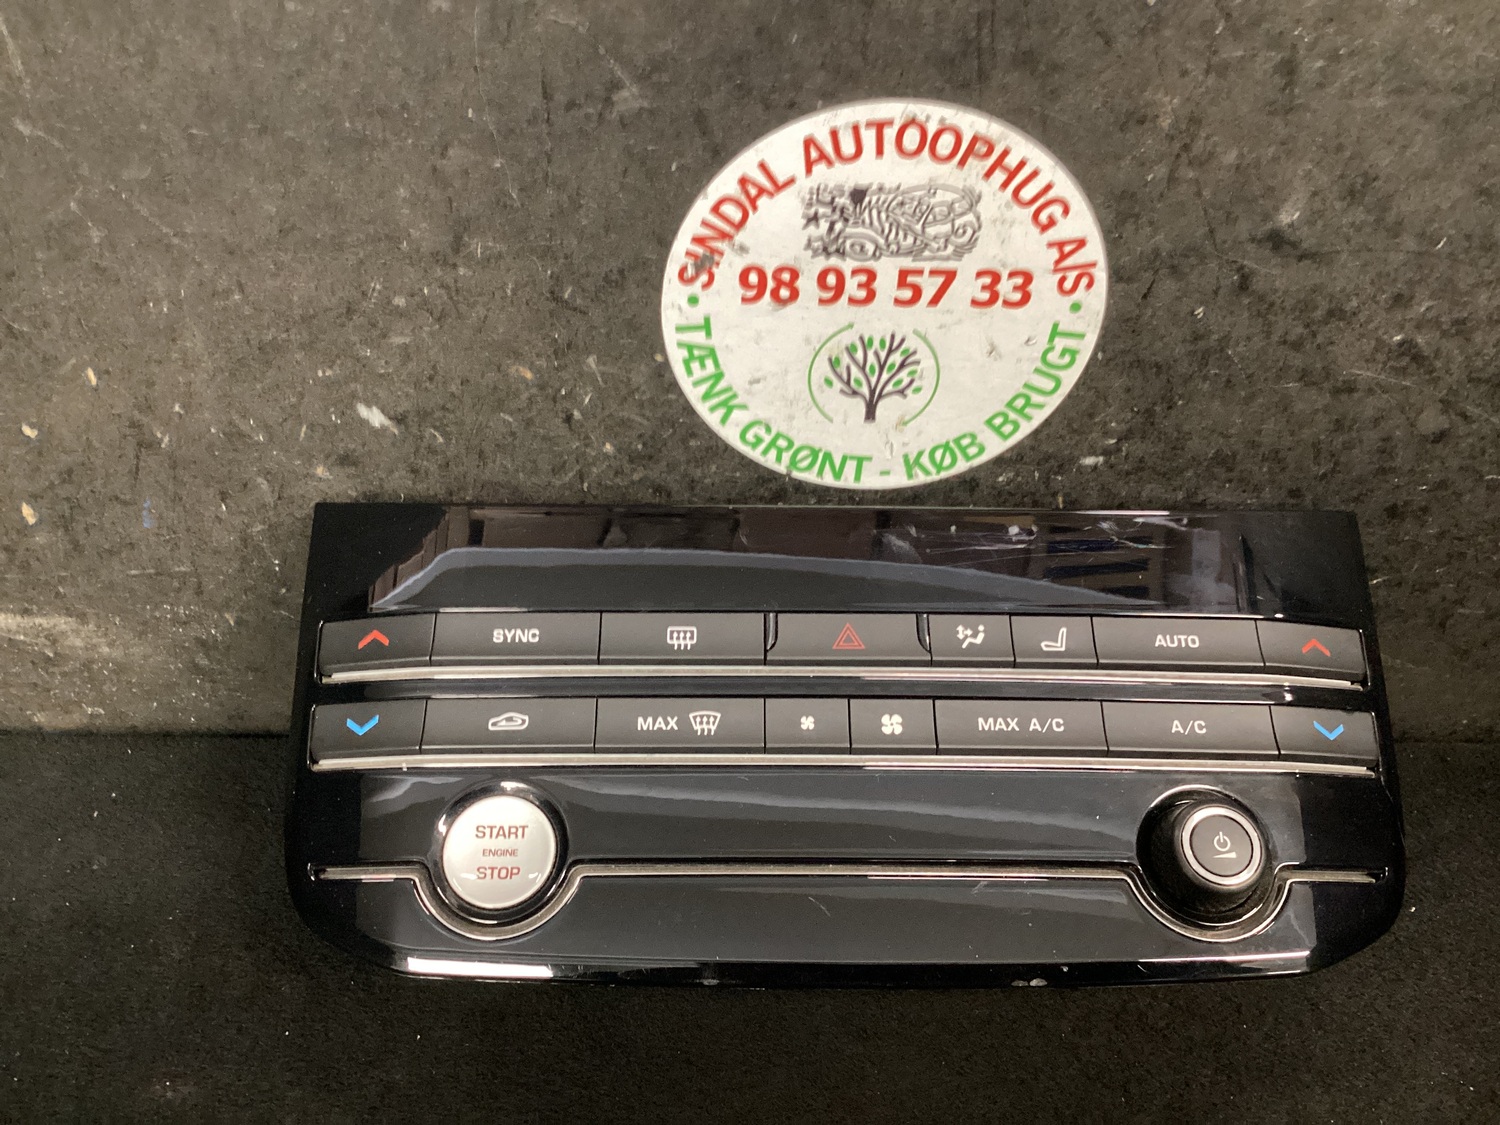 SINDAL AUTOOPHUG A/S
98 93 57 33
TÆNK GRØNT - KØB BRUGT
SYNC
AUTO
MAX
MAX A/C
A/C
START
ENGINE
STOP